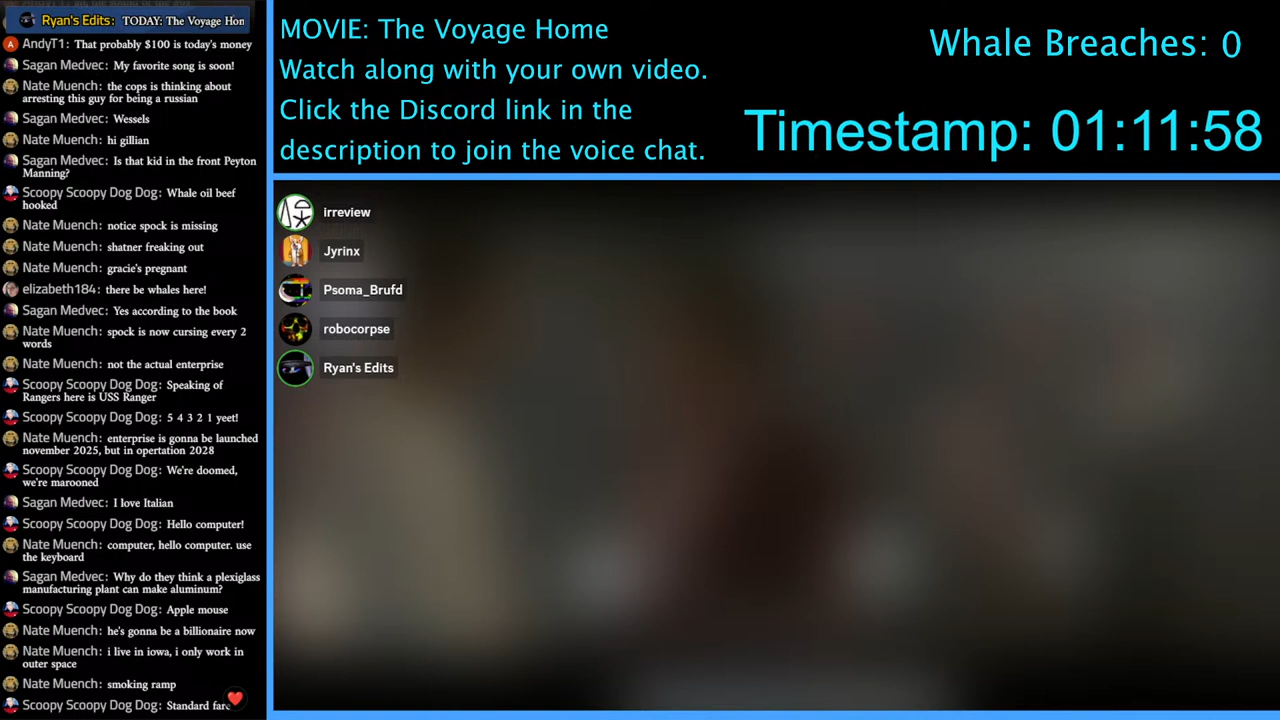 Ryan's Edits: TODAY: The Voyage Hon
AndyT1: That probably $100 is today's money
Sagan Medvec: My favorite song is soon!
Nate Muench: the cops is thinking about
arresting this guy for being a russian
Sagan Medvec: Wessels
Nate Muench: hi gillian
Sagan Medvec: Is that kid in the front Peyton
Manning?
Scoopy Scoopy Dog Dog: Whale oil beef
hooked
Nate Muench: notice spock is missing
Nate Muench: shatner freaking out
Nate Muench: gracie's pregnant
elizabeth184: there be whales here!
Sagan Medvec: Yes according to the book
Nate Muench: spock is now cursing every 2
words
Nate Muench: not the actual enterprise
Scoopy Scoopy Dog Dog: Speaking of
Rangers here is USS Ranger
Scoopy Scoopy Dog Dog: 5 4 3 2 1 yeet!
Nate Muench: enterprise is gonna be launched
november 2025, but in opertation 2028
Scoopy Scoopy Dog Dog: We're doomed,
we're marooned
Sagan Medvec: I love Italian
Scoopy Scoopy Dog Dog: Hello computer!
Nate Muench: computer, hello computer. use
the keyboard
Sagan Medvec: Why do they think a plexiglass
manufacturing plant can make aluminum?
Scoopy Scoopy Dog Dog: Apple mouse
Nate Muench: he's gonna be a billionaire now
Nate Muench: i live in iowa, i only work in
outer space
Nate Muench: smoking ramp
Scoopy Scoopy Dog Dog: Standard fare
MOVIE: The Voyage Home
Watch along with your own video.
Click the Discord link in the
description to join the voice chat.
Whale Breaches: 0
Timestamp: 01:11:58
irreview
Jyrinx
Psoma_Brufd
robocorpse
Ryan's Edits